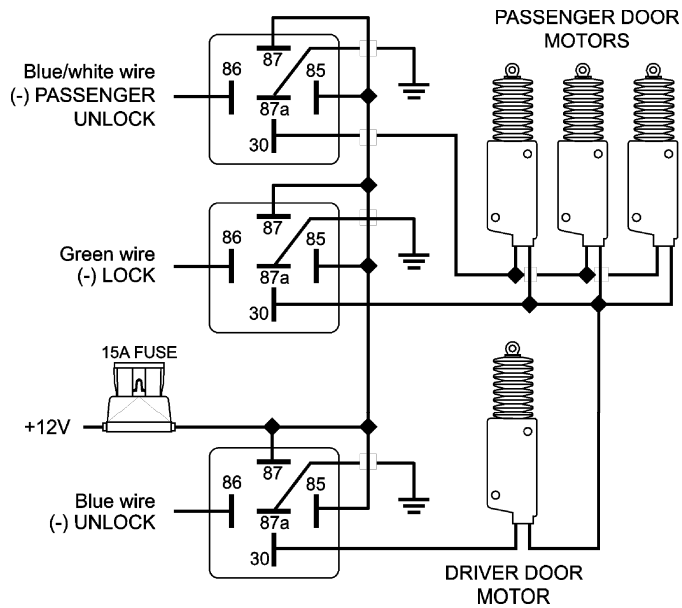 PASSENGER DOOR
MOTORS
Blue/white wire
(-) PASSENGER
UNLOCK
86
87
85
87a
30
Green wire
(-) LOCK
86
87
85
87a
30
15A FUSE
+12V
Blue wire
(-) UNLOCK
86
87
85
87a
30
DRIVER DOOR
MOTOR